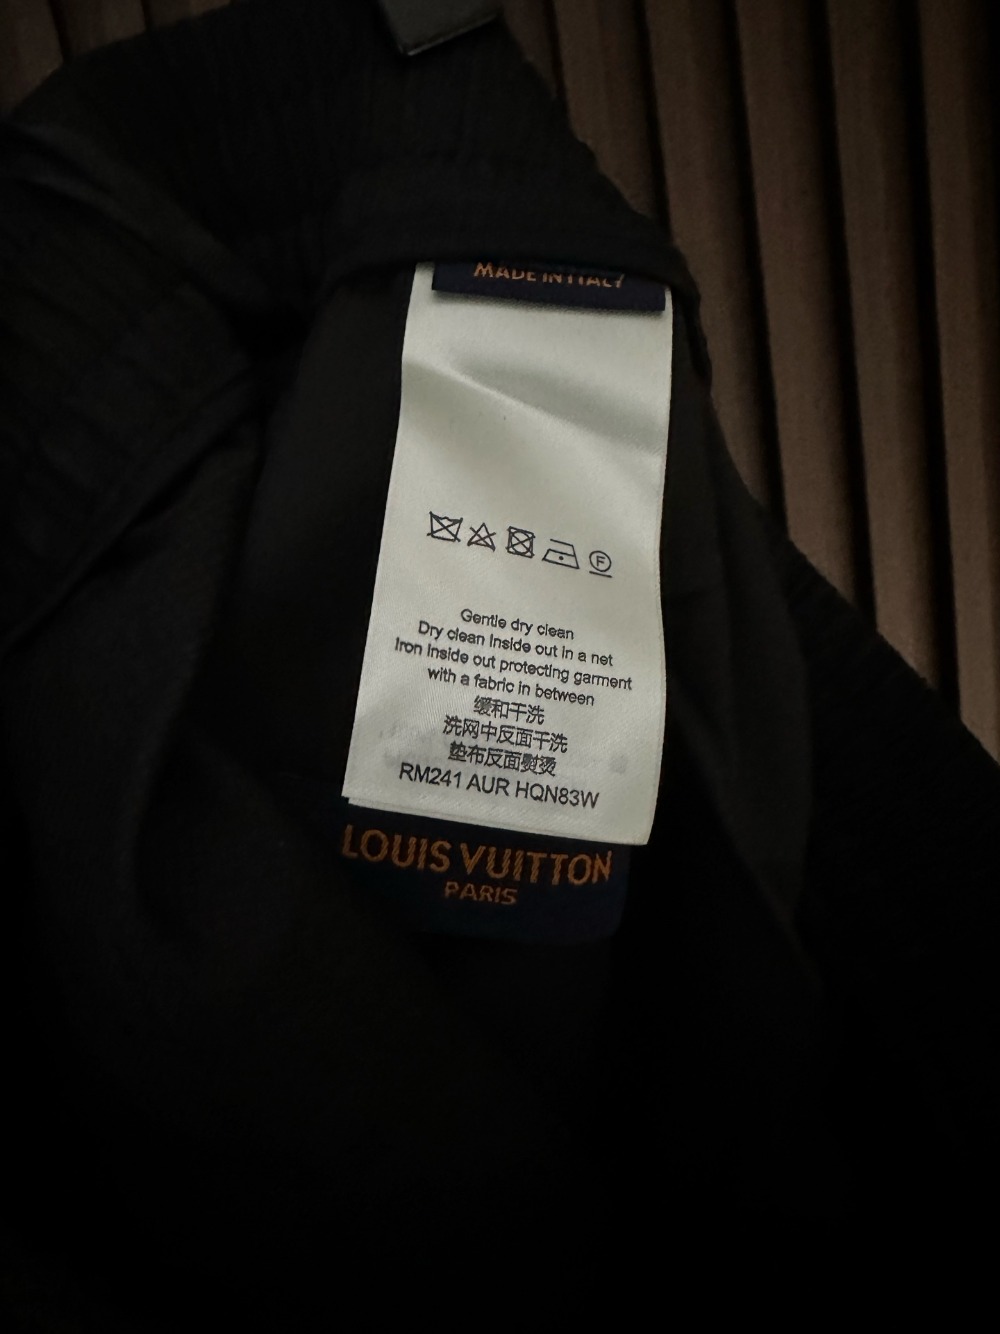 MADE IN ITALY
F
Gentle dry clean
Dry clean inside out in a net
Iron inside out protecting garment
with a fabric in between
缓和干洗
洗网中反面干洗
垫布反面熨烫
RM241 AUR HQN83W
LOUIS VUITTON
PARIS